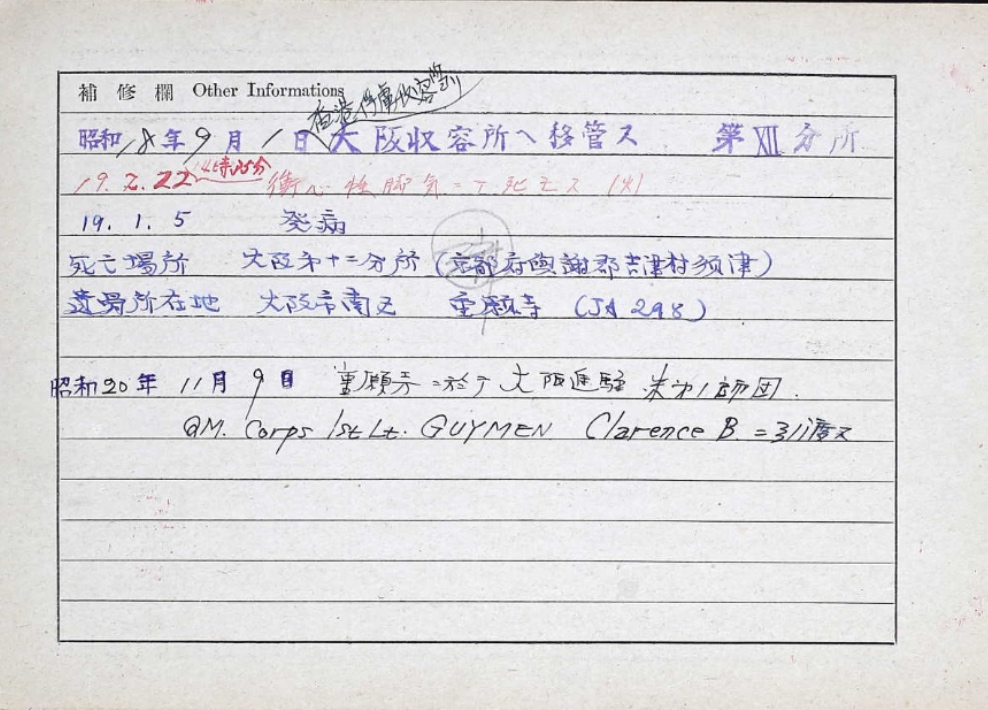 補修欄 Other Informations
香港俘虜収容所ヨリ
昭和18年9月1日大阪収容所ヘ移管ス 第XII分所
19.2.22 14時25分 衝心性脚気ニテ死亡ス (火)
19.1.5 発病
死亡場所 大阪第十二分所(京都府與謝郡吉津村須津)
遺骨所在地 大阪市南区 重願寺 (JA 298)
昭和20年11月9日 重願寺ニ於テ大阪進駐米第1師団.
QM. Corps 1st Lt. GUYMEN Clarence B. ニ引渡ス